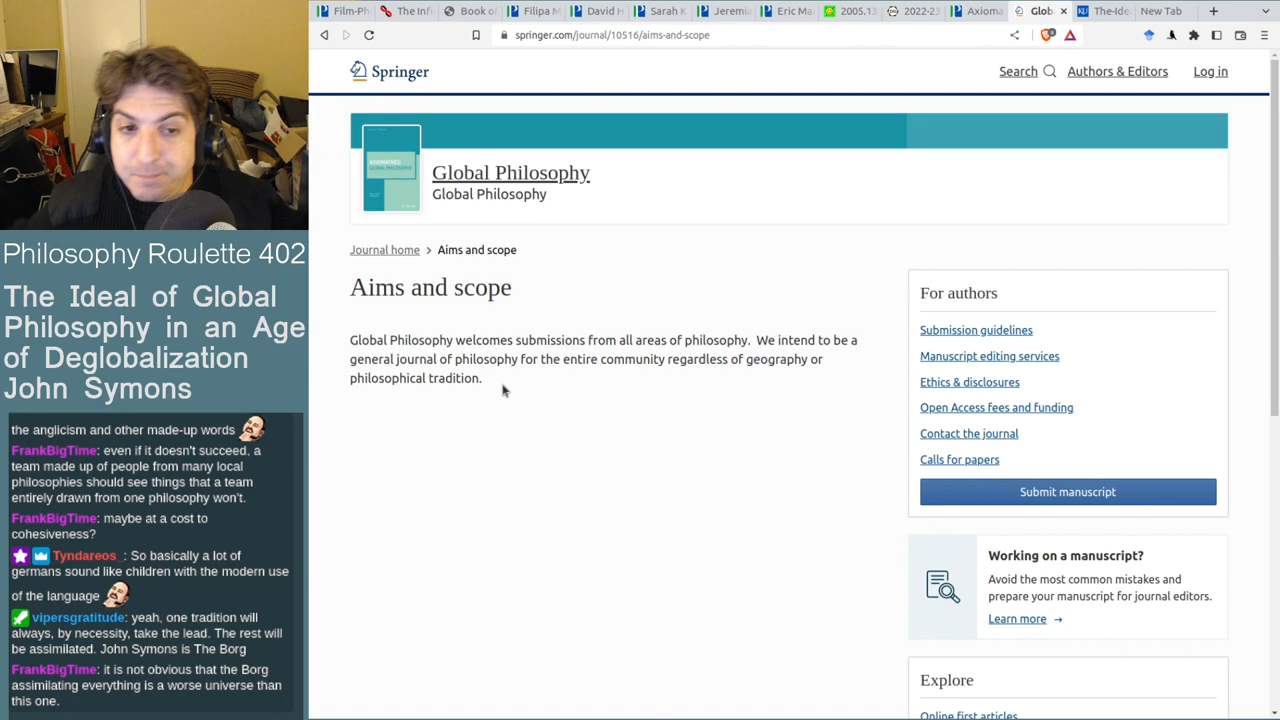 Film-Ph
The Infi
Book of
Filipa M
David H
Sarah K
Jeremia
Eric Ma
2005.13
2022-23
Axioma
Glob
The-Ide
New Tab
springer.com/journal/10516/aims-and-scope
Springer
Search
Authors & Editors
Log in
Global Philosophy
Global Philosophy
Journal home > Aims and scope
Aims and scope
Global Philosophy welcomes submissions from all areas of philosophy. We intend to be a
general journal of philosophy for the entire community regardless of geography or
philosophical tradition.
For authors
Submission guidelines
Manuscript editing services
Ethics & disclosures
Open Access fees and funding
Contact the journal
Calls for papers
Submit manuscript
Working on a manuscript?
Avoid the most common mistakes and
prepare your manuscript for journal editors.
Learn more →
Explore
Online first articles
Philosophy Roulette 402
The Ideal of Global
Philosophy in an Age
of Deglobalization
John Symons
the anglicism and other made-up words
FrankBigTime: even if it doesn't succeed, a
team made up of people from many local
philosophies should see things that a team
entirely drawn from one philosophy won't.
FrankBigTime: maybe at a cost to
cohesiveness?
Tyndareos_: So basically a lot of
germans sound like children with the modern use
of the language
vipersgratitude: yeah, one tradition will
always, by necessity, take the lead. The rest will
be assimilated. John Symons is The Borg
FrankBigTime: it is not obvious that the Borg
assimilating everything is a worse universe than
this one.